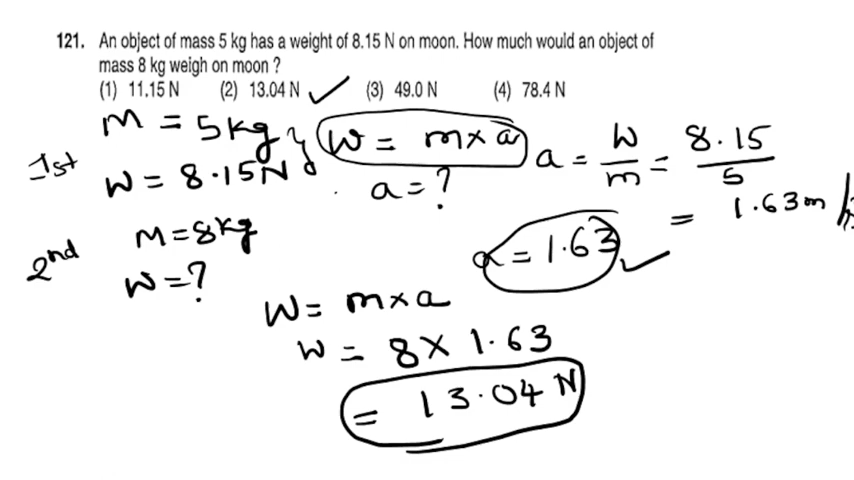 121. An object of mass 5 kg has a weight of 8.15 N on moon. How much would an object of
mass 8 kg weigh on moon ?
(1) 11.15 N (2) 13.04 N ✓ (3) 49.0 N (4) 78.4 N
1st
m = 5kg
W = 8.15N
W = m×a
a = ?
a = W/m = 8.15/5
= 1.63 m
a = 1.63 ✓
2nd
M = 8kg
W = ?
W = m×a
W = 8 × 1.63
= 13.04 N